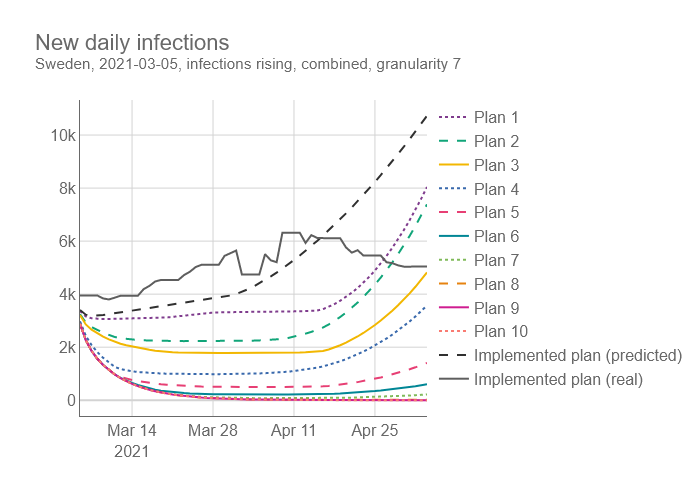 New daily infections
Sweden, 2021-03-05, infections rising, combined, granularity 7
10k
8k
6k
4k
2k
0
Mar 14
2021
Mar 28
Apr 11
Apr 25
Plan 1
Plan 2
Plan 3
Plan 4
Plan 5
Plan 6
Plan 7
Plan 8
Plan 9
Plan 10
Implemented plan (predicted)
Implemented plan (real)